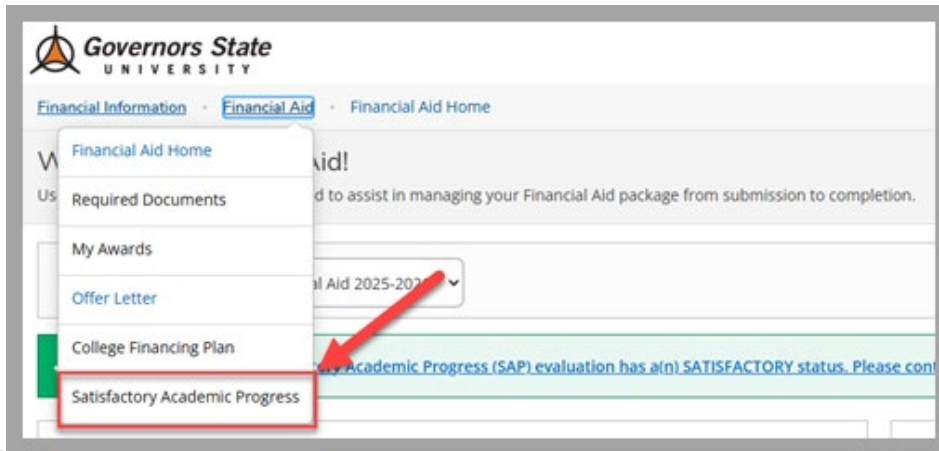 Governors State
UNIVERSITY
Financial Information · Financial Aid · Financial Aid Home
Financial Aid Home
Required Documents
My Awards
Offer Letter
College Financing Plan
Satisfactory Academic Progress
Aid!
d to assist in managing your Financial Aid package from submission to completion.
Aid 2025-202
Academic Progress (SAP) evaluation has a(n) SATISFACTORY status. Please